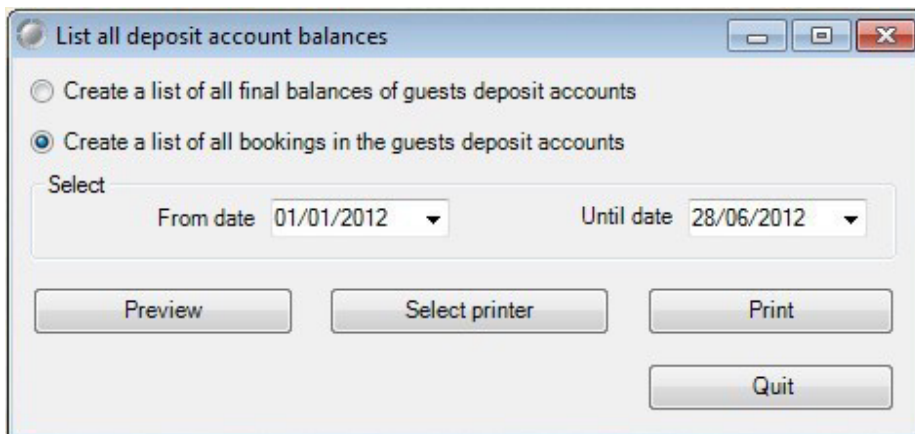 List all deposit account balances
Create a list of all final balances of guests deposit accounts
Create a list of all bookings in the guests deposit accounts
Select
From date 01/01/2012 Until date 28/06/2012
Preview Select printer Print
Quit